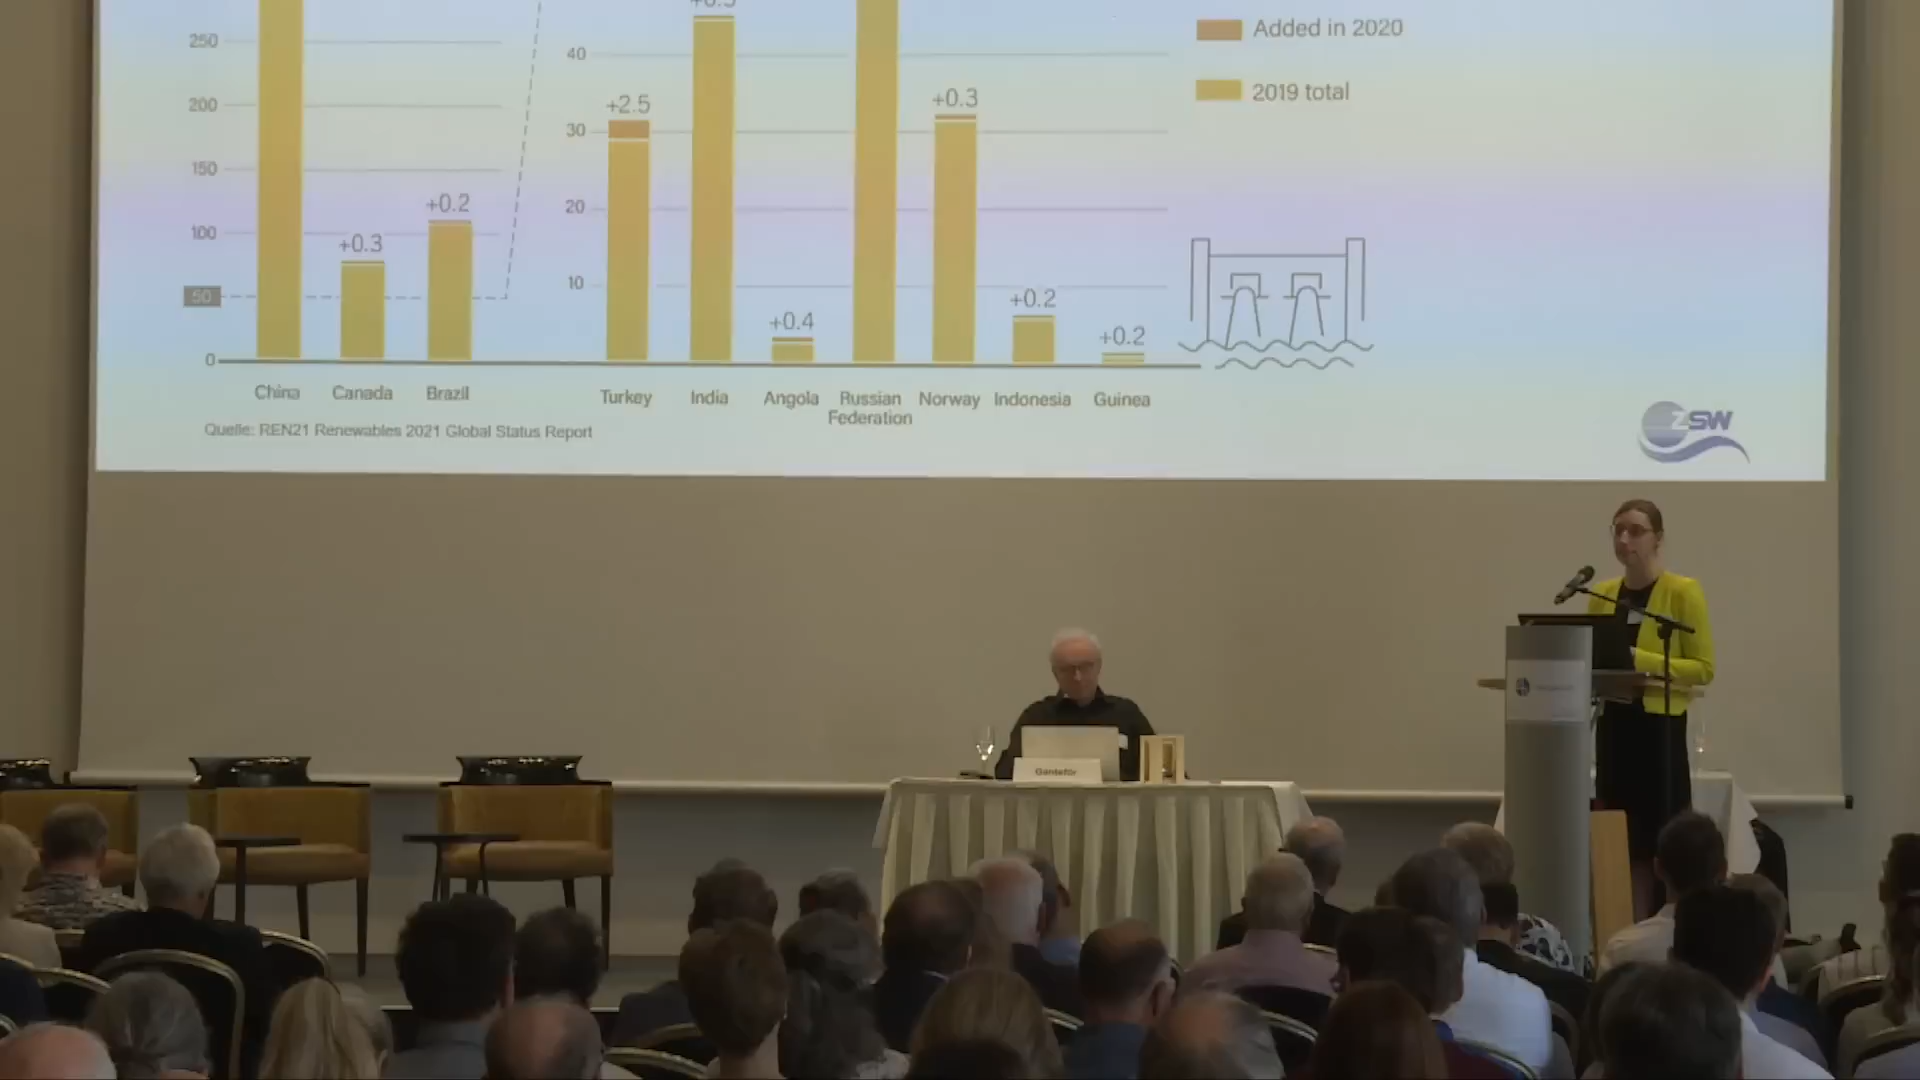 Added in 2020
2019 total
250
200
150
100
50
0
+0.3
+0.2
40
30
20
10
+2.5
+0.4
+0.3
+0.2
+0.2
China
Canada
Brazil
Turkey
India
Angola
Russian
Federation
Norway
Indonesia
Guinea
Quelle: REN21 Renewables 2021 Global Status Report
ZSW
Ganteför